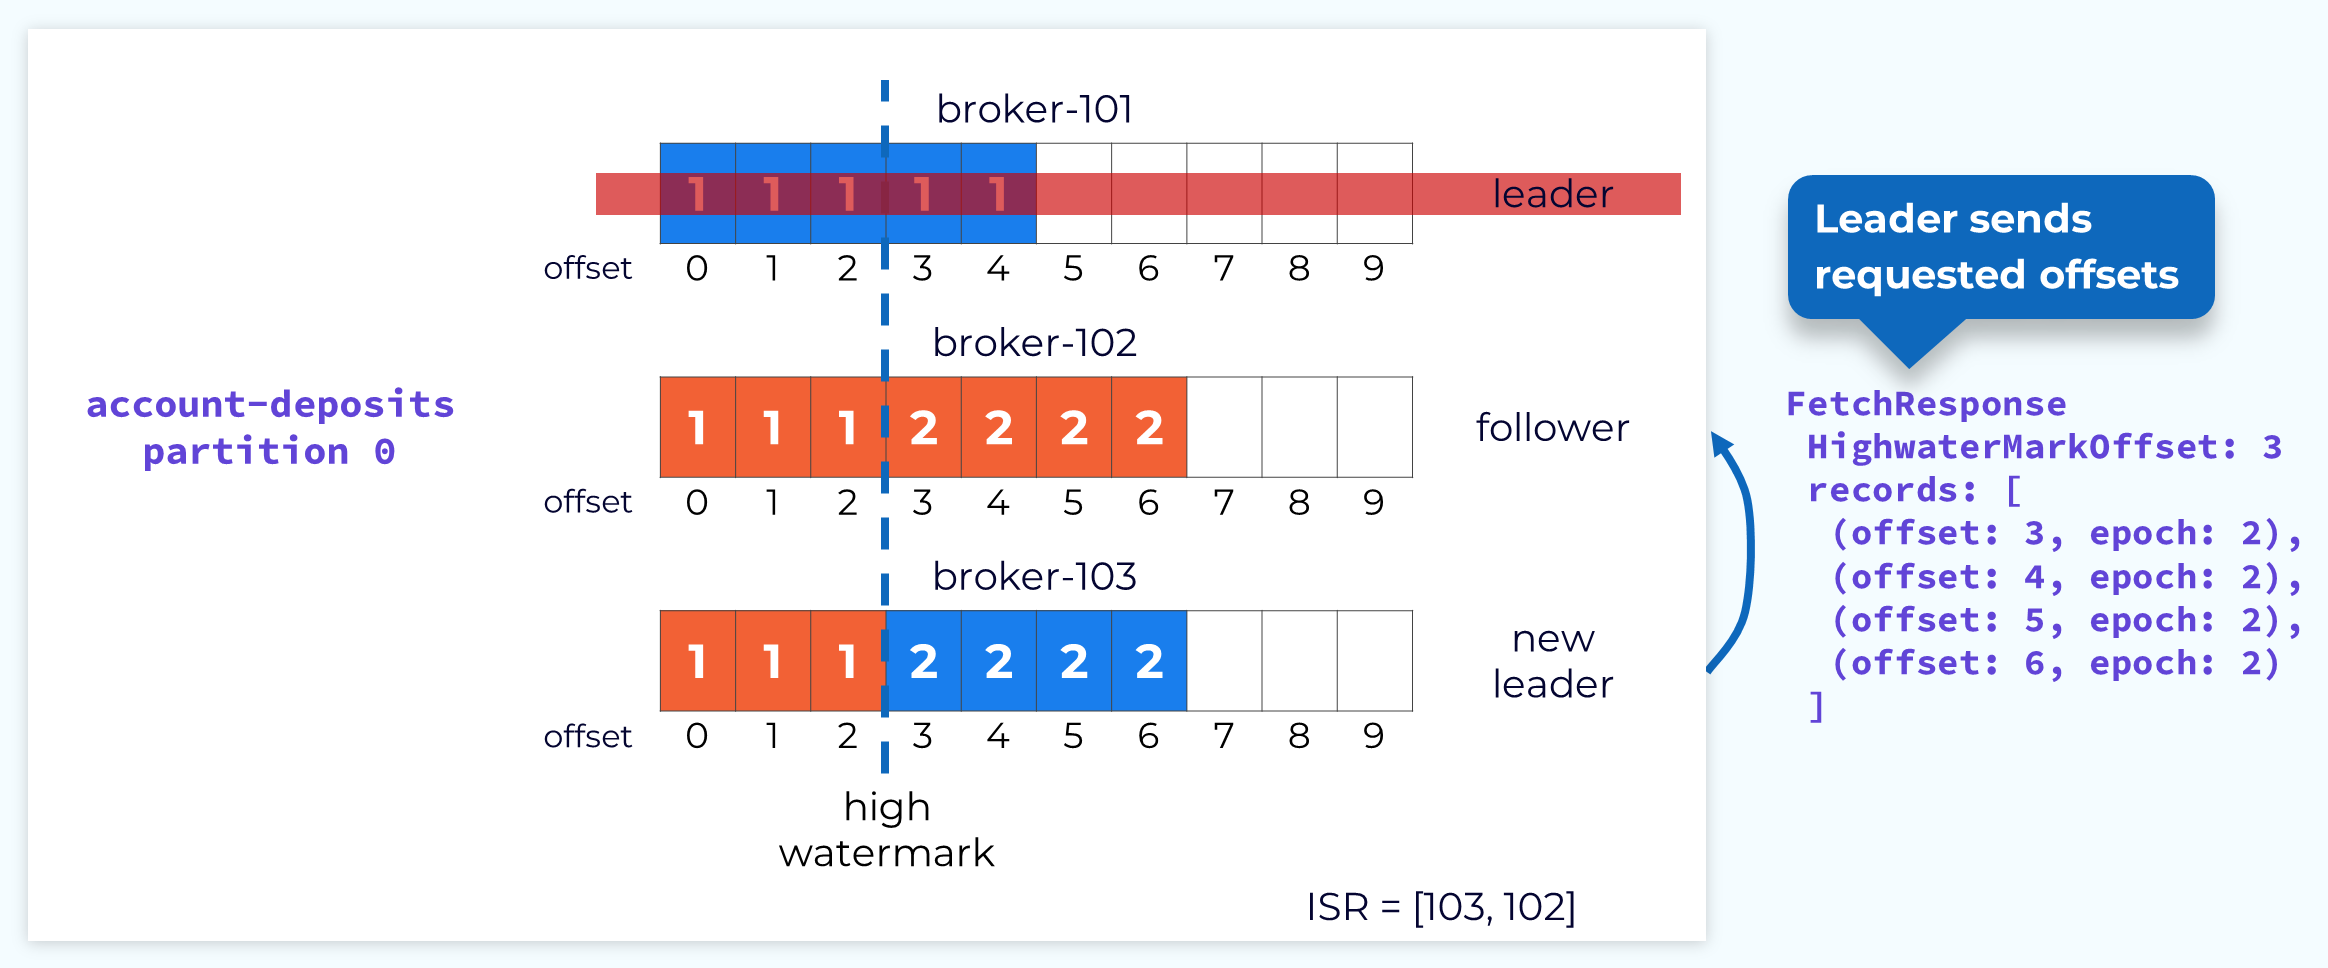 broker-101
1 1 1 1 1
leader
offset 0 1 2 3 4 5 6 7 8 9
broker-102
account-deposits
partition 0
1 1 1 2 2 2 2
follower
offset 0 1 2 3 4 5 6 7 8 9
broker-103
1 1 1 2 2 2 2
new
leader
offset 0 1 2 3 4 5 6 7 8 9
high
watermark
ISR = [103, 102]
Leader sends
requested offsets
FetchResponse
HighwaterMarkOffset: 3
records: [
(offset: 3, epoch: 2),
(offset: 4, epoch: 2),
(offset: 5, epoch: 2),
(offset: 6, epoch: 2)
]